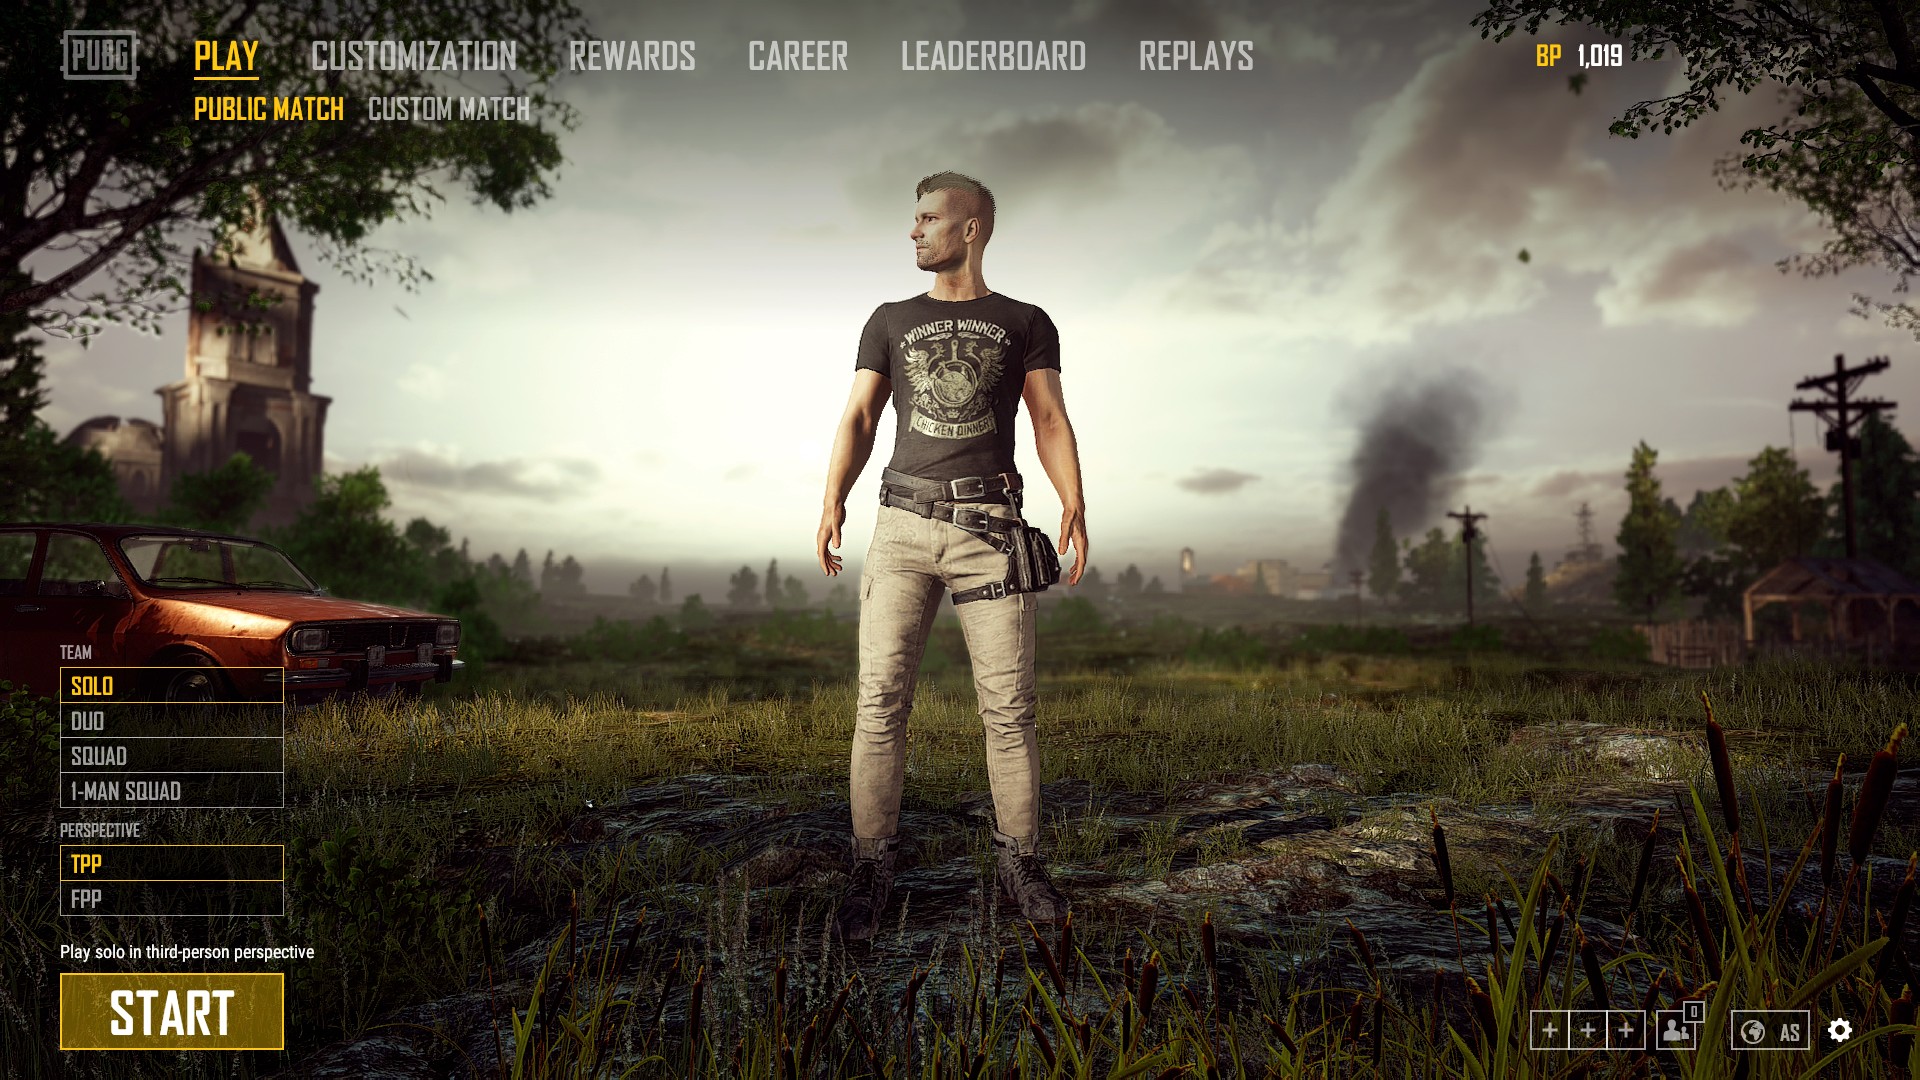 PUBG PLAY CUSTOMIZATION REWARDS CAREER LEADERBOARD REPLAYS BP 1,019
PUBLIC MATCH CUSTOM MATCH
WINNER WINNER
CHICKEN DINNER
TEAM
SOLO
DUO
SQUAD
1-MAN SQUAD
PERSPECTIVE
TPP
FPP
Play solo in third-person perspective
START
+ + + 0 AS